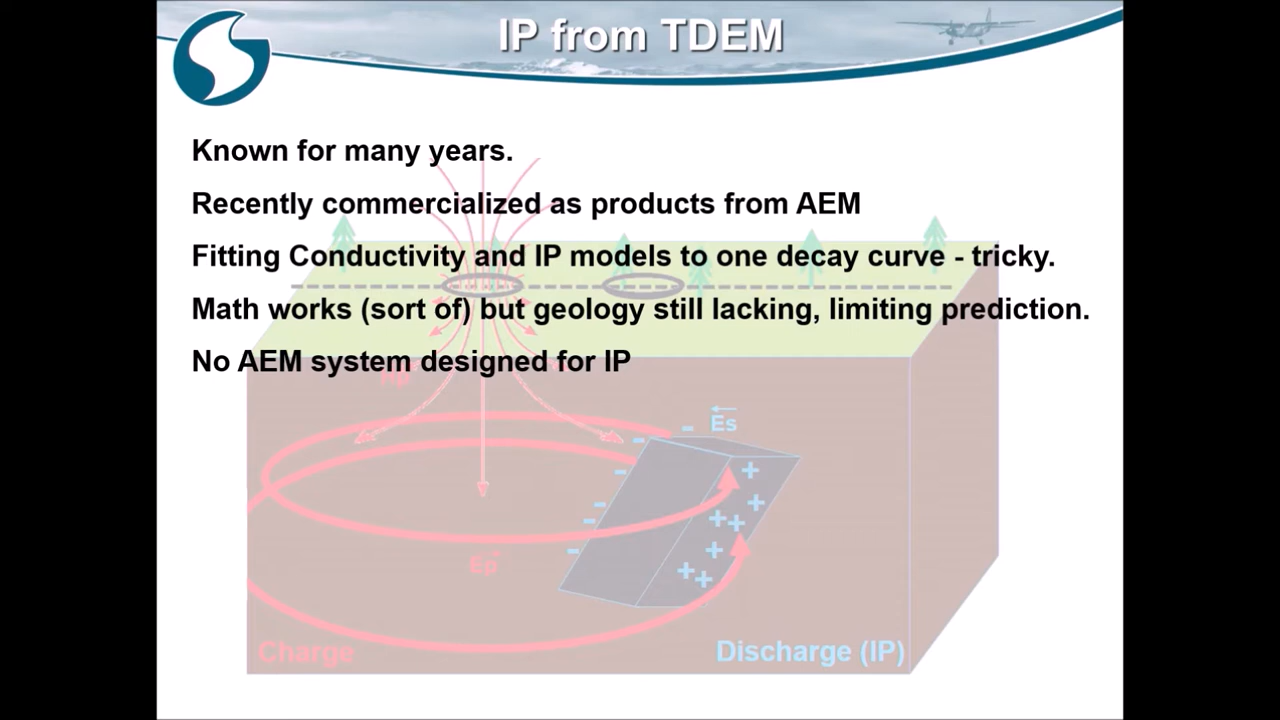 IP from TDEM
Known for many years.
Recently commercialized as products from AEM
Fitting Conductivity and IP models to one decay curve - tricky.
Math works (sort of) but geology still lacking, limiting prediction.
No AEM system designed for IP
Hp
- Es
-
+
-
+
-
+ +
-
+
-
+ +
Ep
Charge
Discharge (IP)